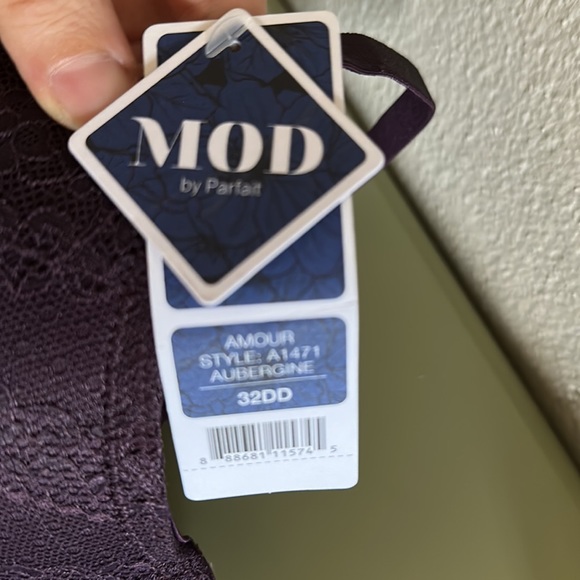 MOD
by Parfait
AMOUR
STYLE: A1471
AUBERGINE
32DD
8 88681 11574 5